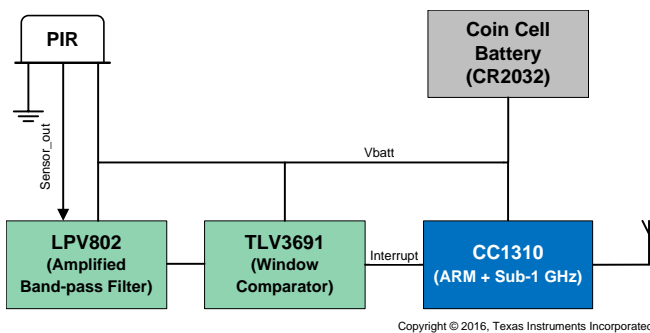 PIR
Coin Cell
Battery
(CR2032)
Sensor_out
Vbatt
LPV802
(Amplified
Band-pass Filter)
TLV3691
(Window
Comparator)
Interrupt
CC1310
(ARM + Sub-1 GHz)
Copyright © 2016, Texas Instruments Incorporated